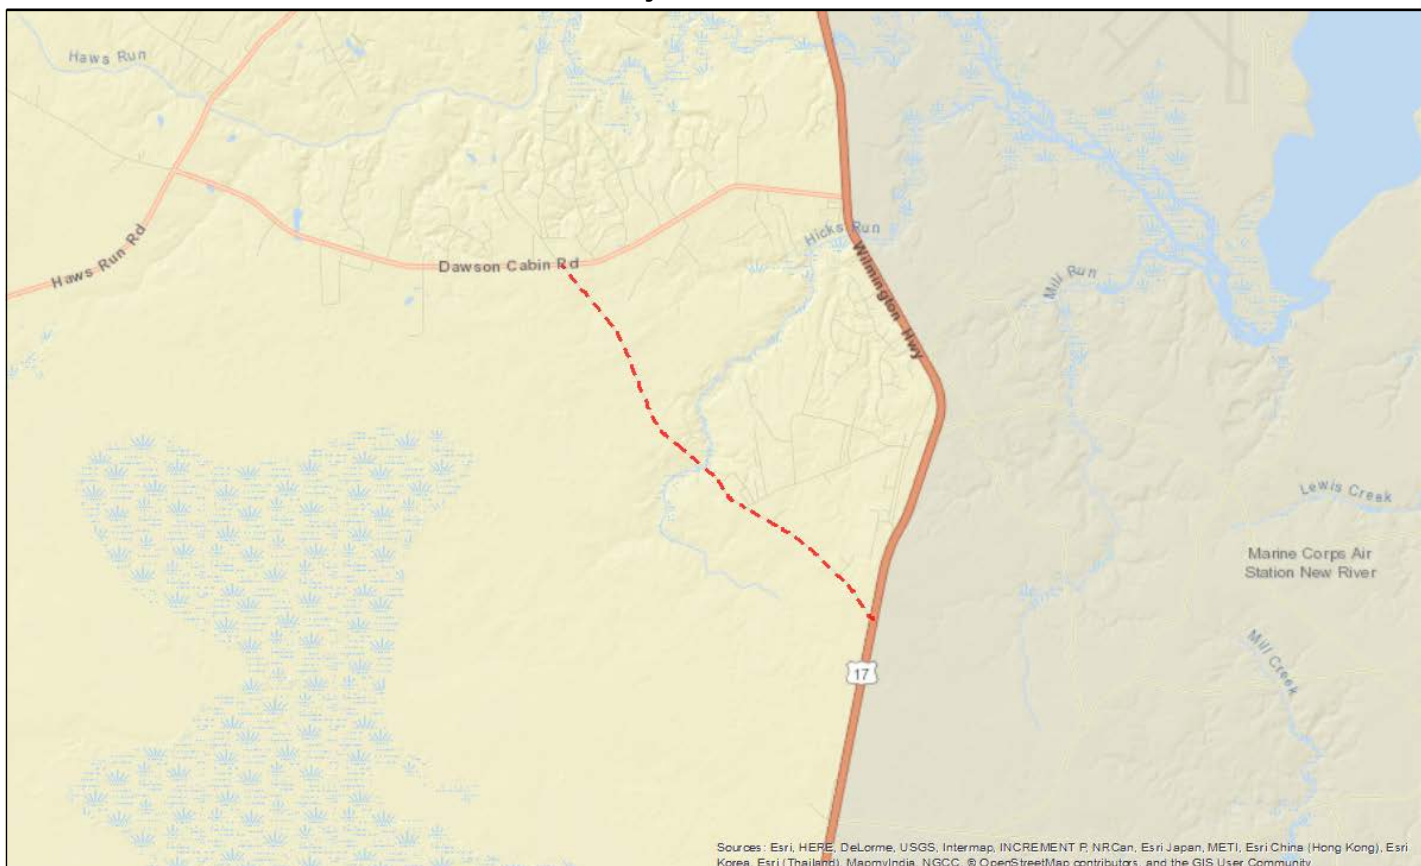 Haws Run
Haws Run Rd
Dawson Cabin Rd
Hicks Run
Wilmington Hwy
Mill Run
Lewis Creek
Marine Corps Air
Station New River
Mill Creek
17
Sources: Esri, HERE, DeLorme, USGS, Intermap, INCREMENT P, NRCan, Esri Japan, METI, Esri China (Hong Kong), Esri
Korea, Esri (Thailand), MapmyIndia, NGCC, © OpenStreetMap contributors, and the GIS User Community